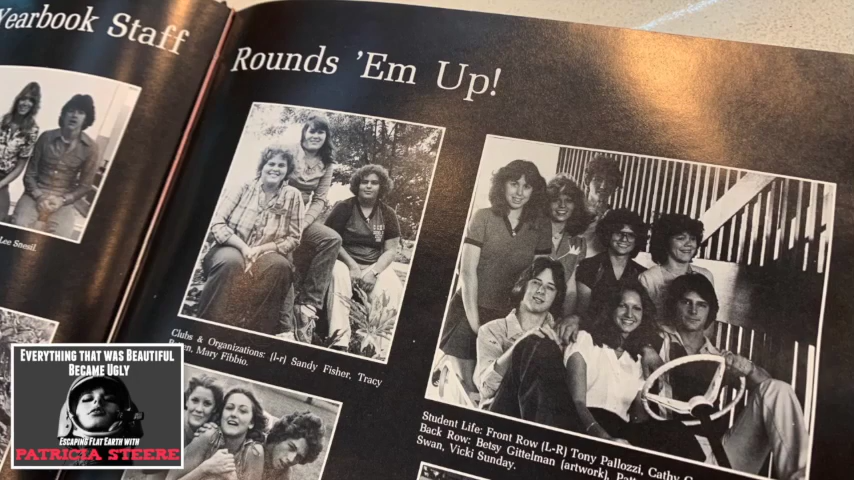 Yearbook Staff
Rounds 'Em Up!
Lee Snesil
Clubs & Organizations: (l-r) Sandy Fisher, Tracy
Mary Fibbio.
Student Life: Front Row (L-R) Tony Pallozzi, Cathy
Back Row: Betsy Gittelman (artwork),
Swan, Vicki Sunday.
EVERYTHING THAT WAS BEAUTIFUL
BECAME UGLY
ESCAPING FLAT EARTH WITH
PATRICIA STEERE